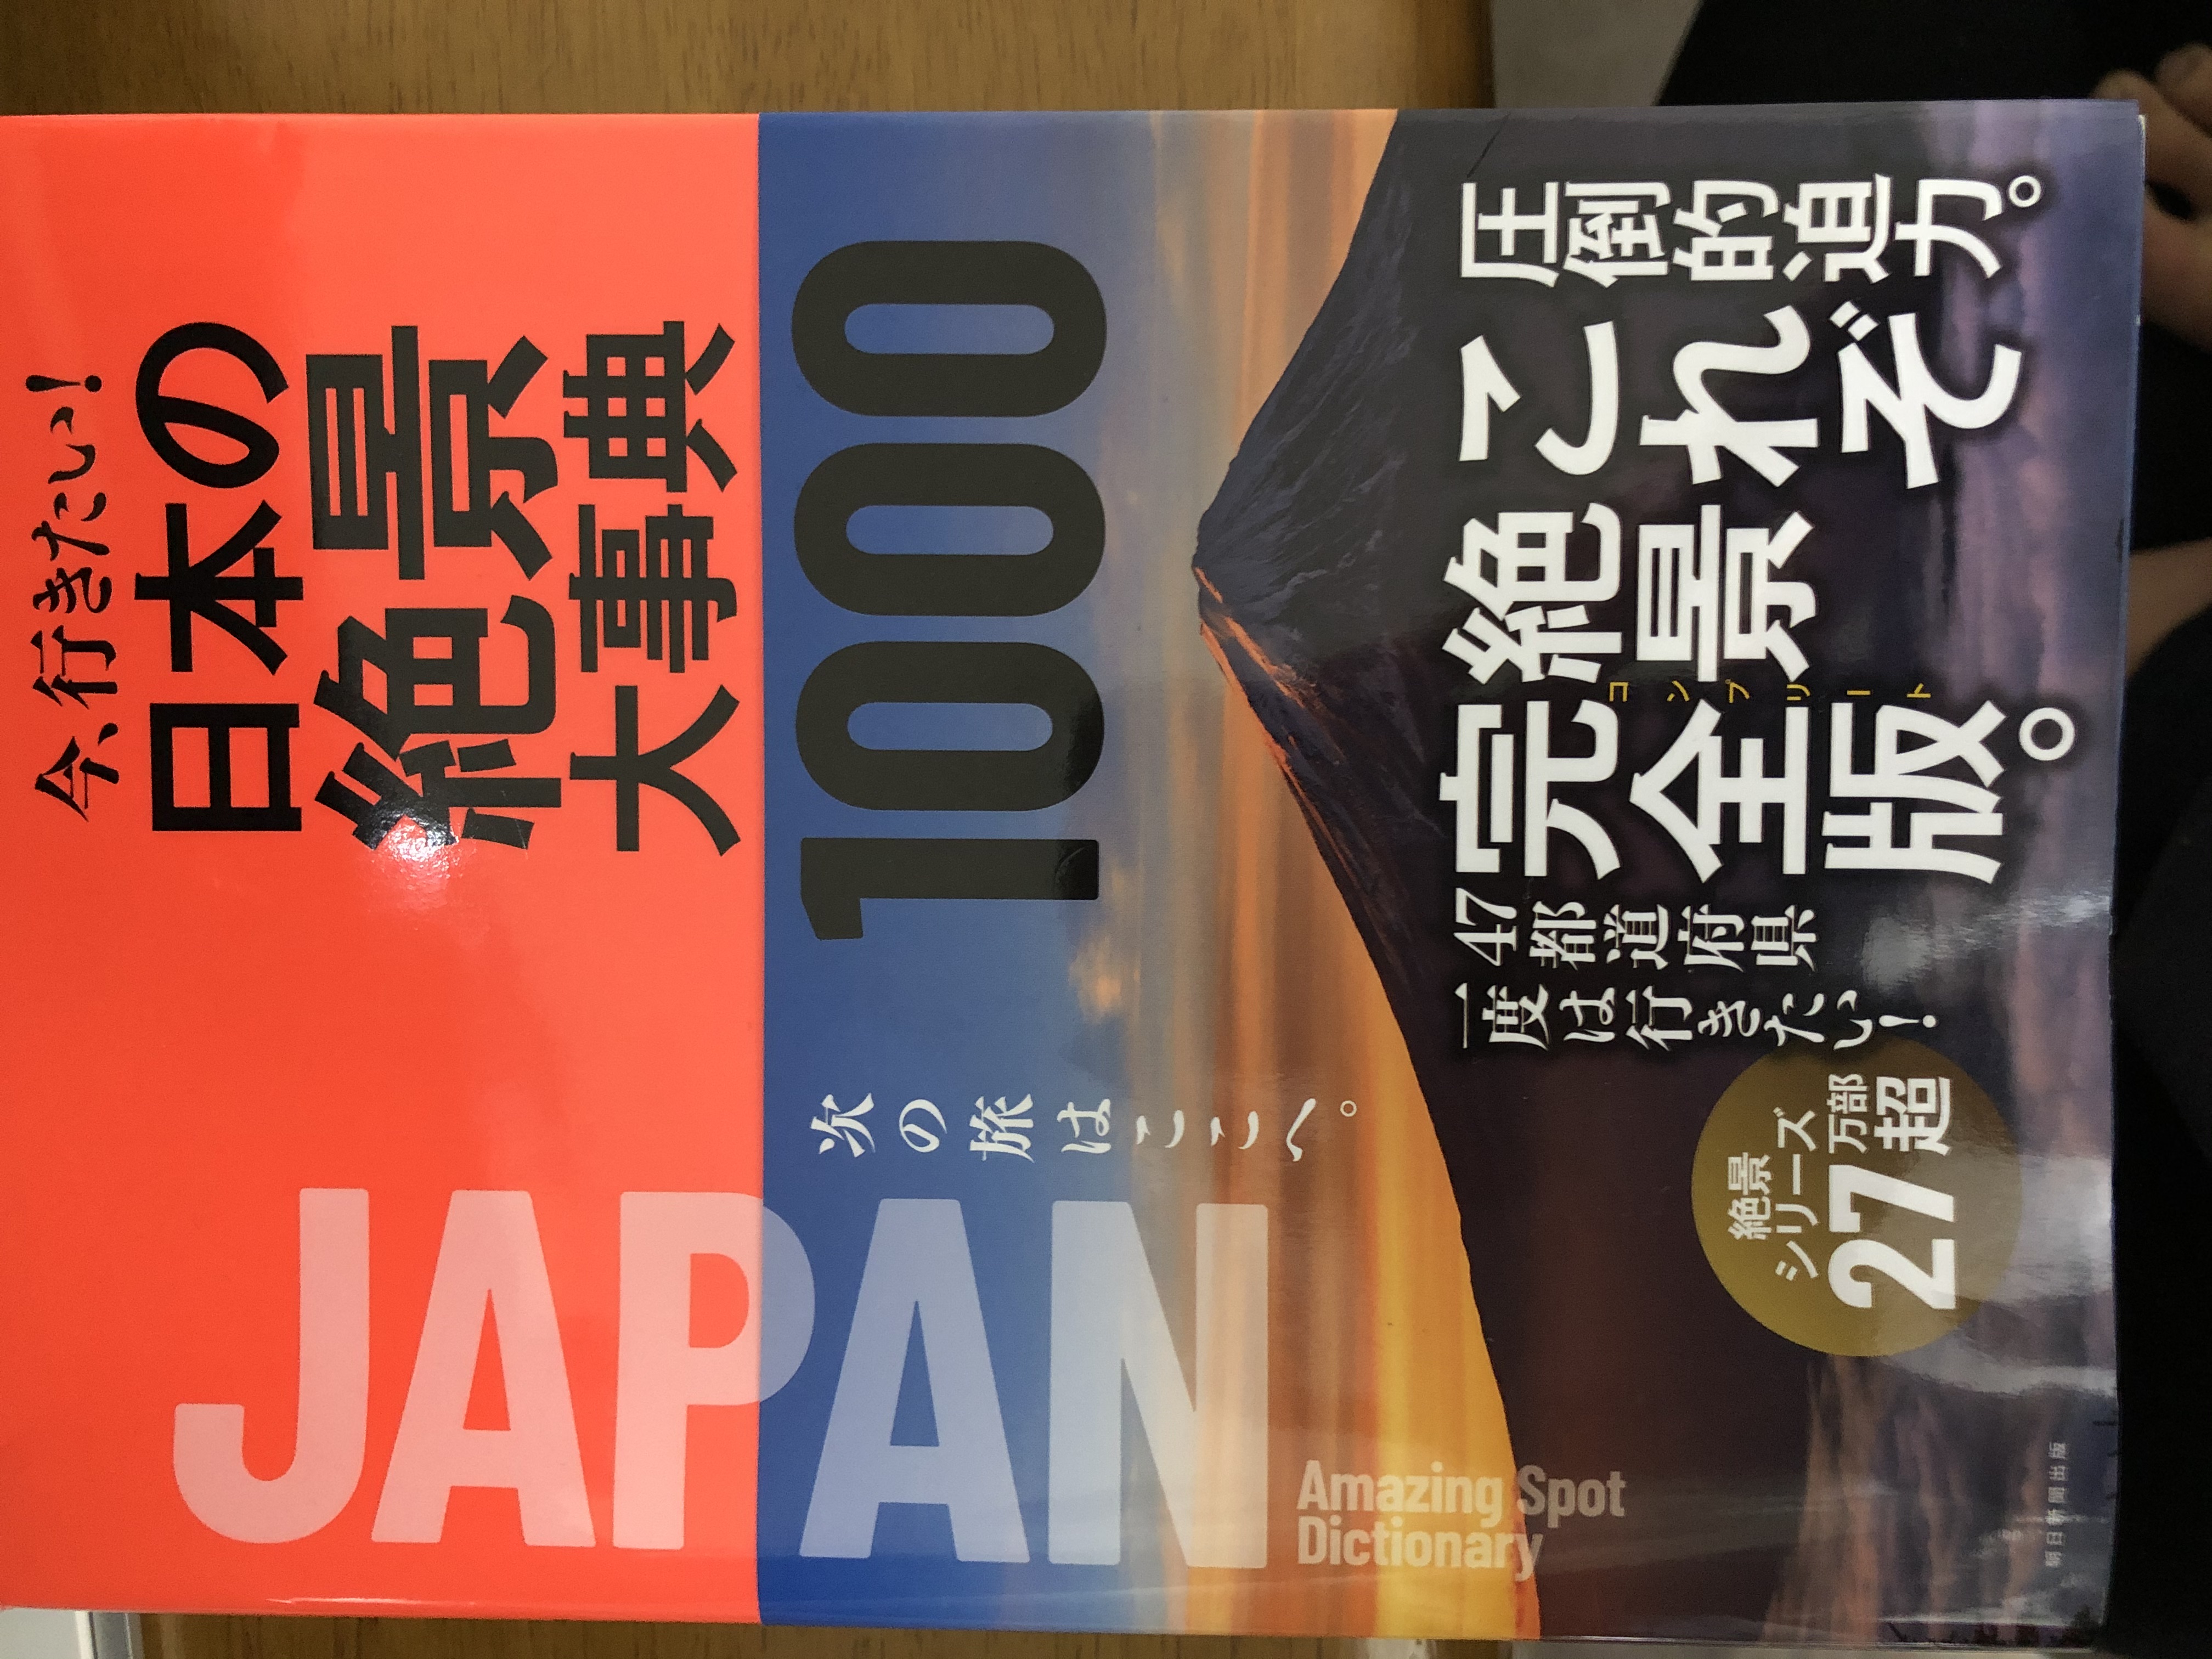 今、行きたい!
日本の
絶景
大事典
1000
JAPAN
Amazing Spot
Dictionary
次の旅はここへ。
圧倒的迫力。
これぞ
絶景
完全版。
コンプリート
47都道府県
一度は行きたい!
絶景
シリーズ
27万部超
朝日新聞出版